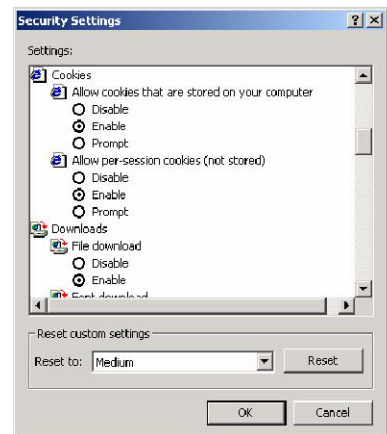 Security Settings
Settings:
Cookies
Allow cookies that are stored on your computer
Disable
Enable
Prompt
Allow per-session cookies (not stored)
Disable
Enable
Prompt
Downloads
File download
Disable
Enable
Font download
Reset custom settings
Reset to: Medium Reset
OK Cancel